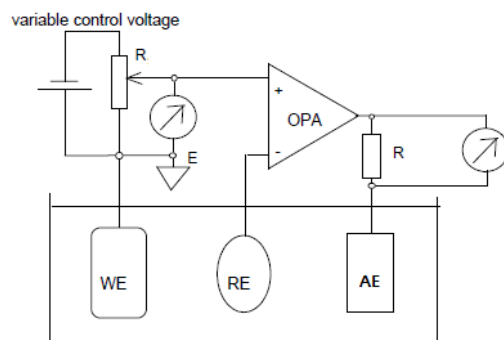 variable control voltage
R
+
OPA
-
E
R
WE
RE
AE